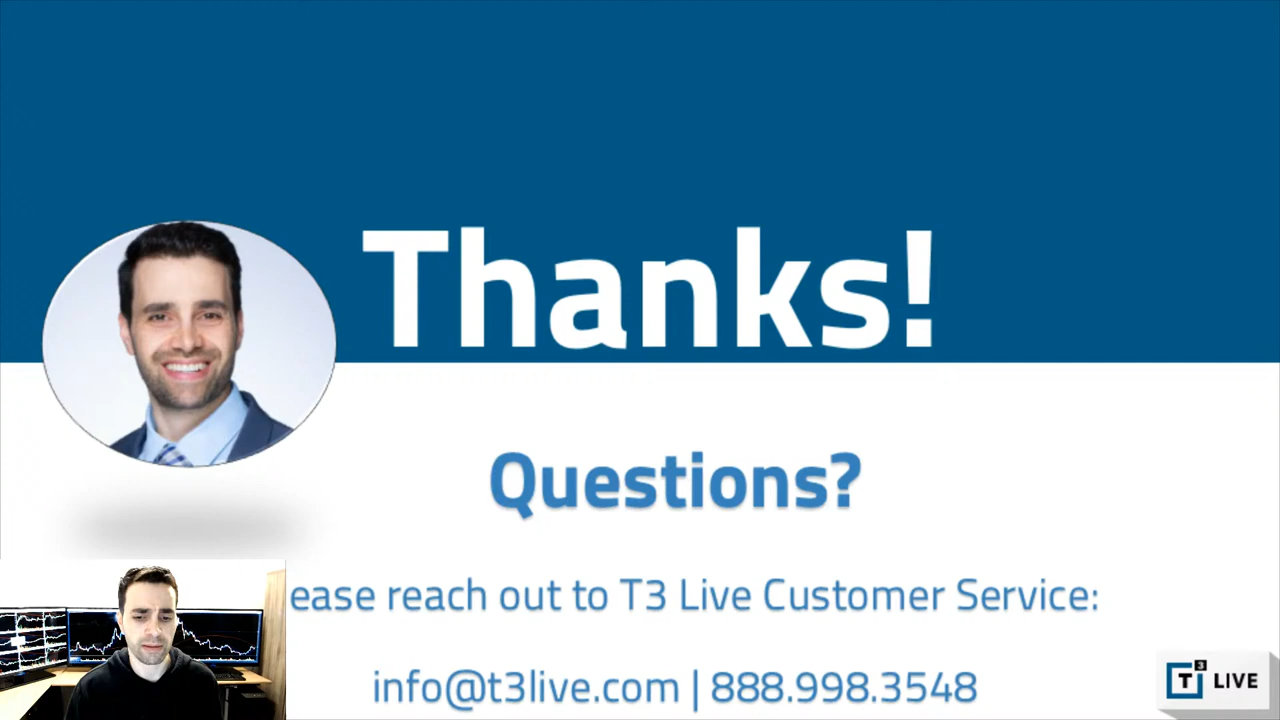 Thanks!
Questions?
ease reach out to T3 Live Customer Service:
info@t3live.com | 888.998.3548
T3 LIVE